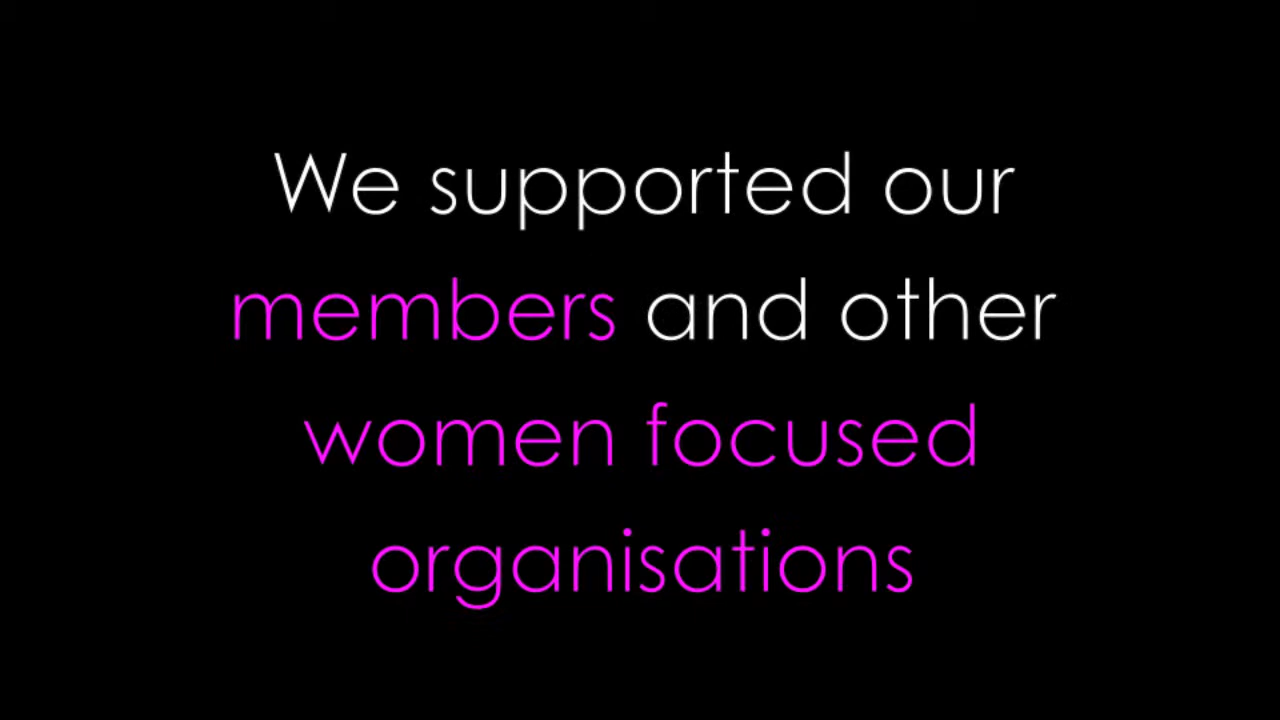 We supported our
members and other
women focused
organisations